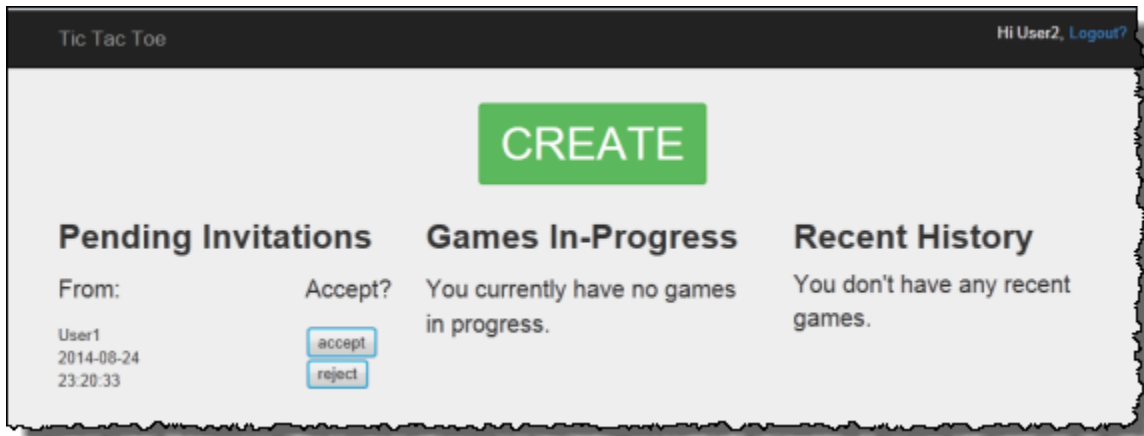 Tic Tac Toe
Hi User2, Logout?
CREATE
Pending Invitations
From: Accept?
User1
2014-08-24
23:20:33
accept
reject
Games In-Progress
You currently have no games
in progress.
Recent History
You don't have any recent
games.